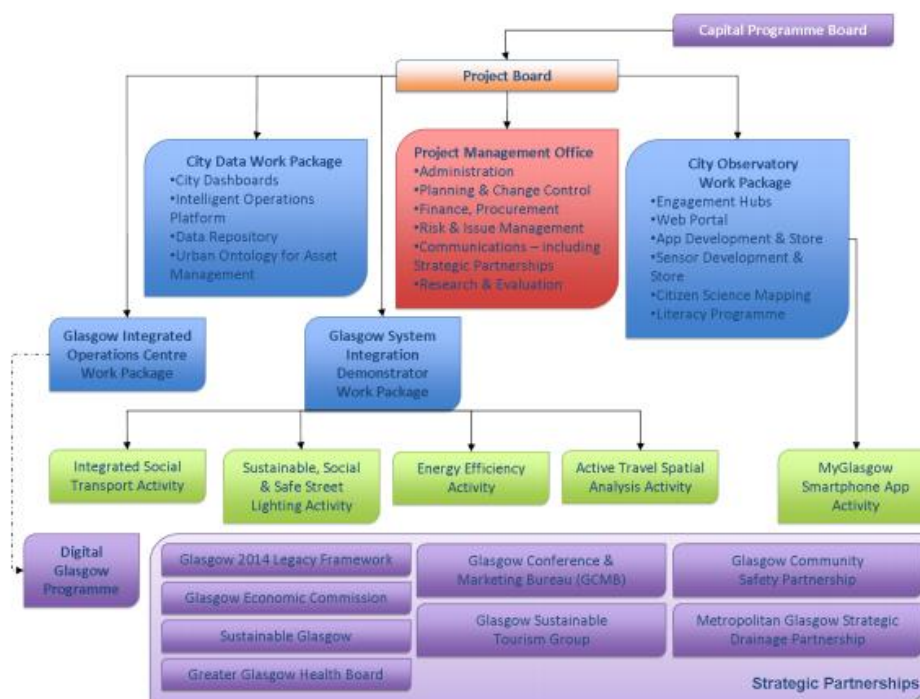 Capital Programme Board
Project Board
City Data Work Package
•City Dashboards
•Intelligent Operations
Platform
•Data Repository
•Urban Ontology for Asset
Management
Project Management Office
•Administration
•Planning & Change Control
•Finance, Procurement
•Risk & Issue Management
•Communications – including
Strategic Partnerships
•Research & Evaluation
City Observatory
Work Package
•Engagement Hubs
•Web Portal
•App Development & Store
•Sensor Development &
Store
•Citizen Science Mapping
•Literacy Programme
Glasgow Integrated
Operations Centre
Work Package
Glasgow System
Integration
Demonstrator
Work Package
Integrated Social
Transport Activity
Sustainable, Social
& Safe Street
Lighting Activity
Energy Efficiency
Activity
Active Travel Spatial
Analysis Activity
MyGlasgow
Smartphone App
Activity
Digital
Glasgow
Programme
Glasgow 2014 Legacy Framework
Glasgow Economic Commission
Sustainable Glasgow
Greater Glasgow Health Board
Glasgow Conference &
Marketing Bureau (GCMB)
Glasgow Sustainable
Tourism Group
Glasgow Community
Safety Partnership
Metropolitan Glasgow Strategic
Drainage Partnership
Strategic Partnerships